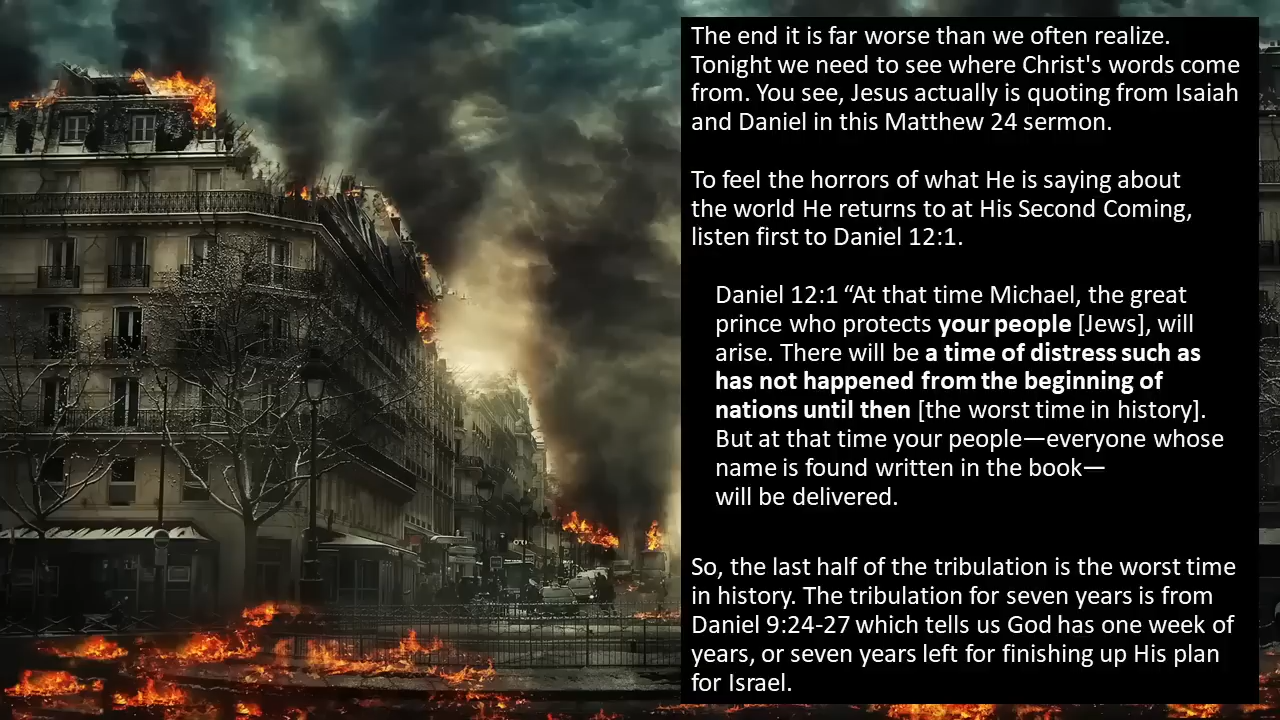 The end it is far worse than we often realize.
Tonight we need to see where Christ's words come
from. You see, Jesus actually is quoting from Isaiah
and Daniel in this Matthew 24 sermon.
To feel the horrors of what He is saying about
the world He returns to at His Second Coming,
listen first to Daniel 12:1.
Daniel 12:1 “At that time Michael, the great
prince who protects your people [Jews], will
arise. There will be a time of distress such as
has not happened from the beginning of
nations until then [the worst time in history].
But at that time your people—everyone whose
name is found written in the book—
will be delivered.
So, the last half of the tribulation is the worst time
in history. The tribulation for seven years is from
Daniel 9:24-27 which tells us God has one week of
years, or seven years left for finishing up His plan
for Israel.